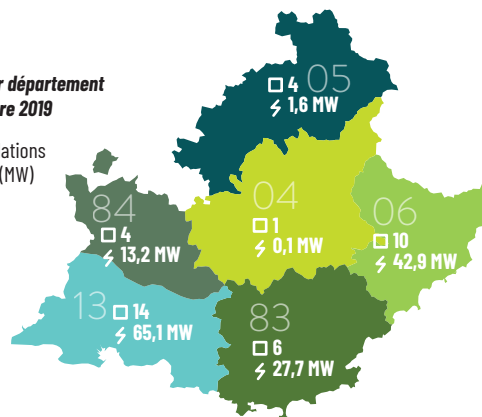 r département
re 2019
ations
(MW)
4 05
1,6 MW
04
1
0,1 MW
84
4
13,2 MW
06
10
42,9 MW
13 14
65,1 MW
83
6
27,7 MW